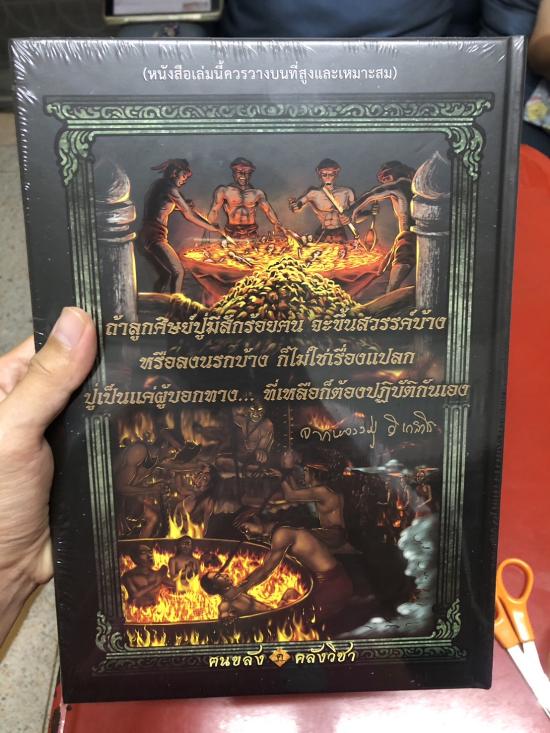 (หนังสือเล่มนี้ควรวางบนที่สูงและเหมาะสม)
ถ้าลูกศิษย์ปู่มีสักร้อยคน จะขึ้นสวรรค์บ้าง
หรือลงนรกบ้าง ก็ไม่ใช่เรื่องแปลก
ปู่เป็นแค่ผู้บอกทาง... ที่เหลือก็ต้องปฏิบัติกันเอง
ฅนขลัง ฅ คลังวิชา